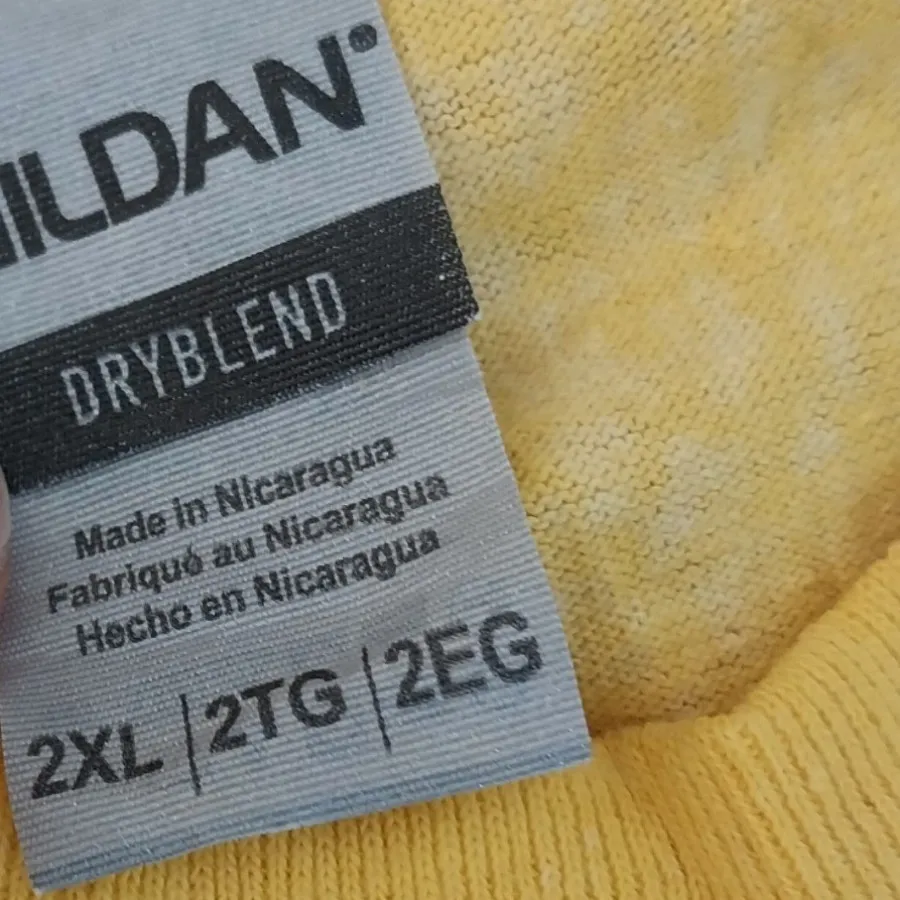 ILDAN®
DRYBLEND
Made in Nicaragua
Fabriqué au Nicaragua
Hecho en Nicaragua
2XL | 2TG | 2EG